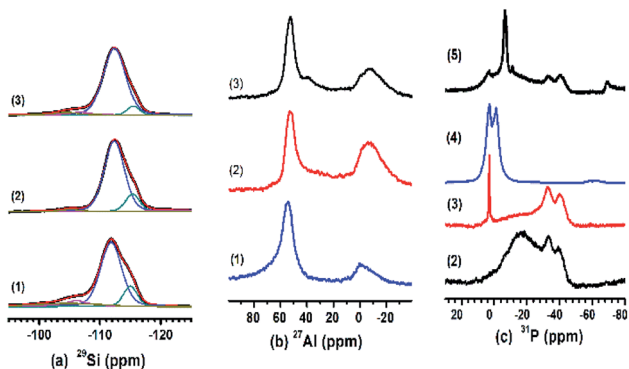 (3)
(2)
(1)
-100 -110 -120
(a) ²⁹Si (ppm)
(3)
(2)
(1)
80 60 40 20 0 -20
(b) ²⁷Al (ppm)
(5)
(4)
(3)
(2)
20 0 -20 -40 -60 -80
(c) ³¹P (ppm)